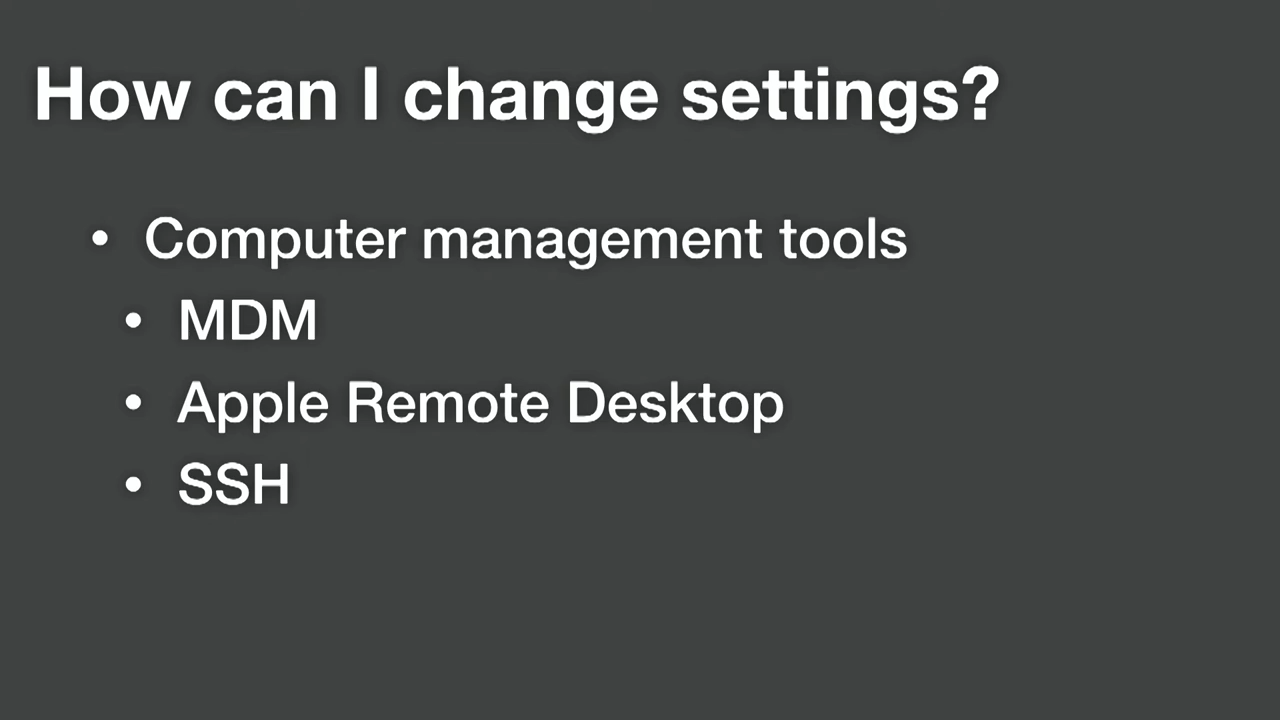 How can I change settings?
• Computer management tools
• MDM
• Apple Remote Desktop
• SSH